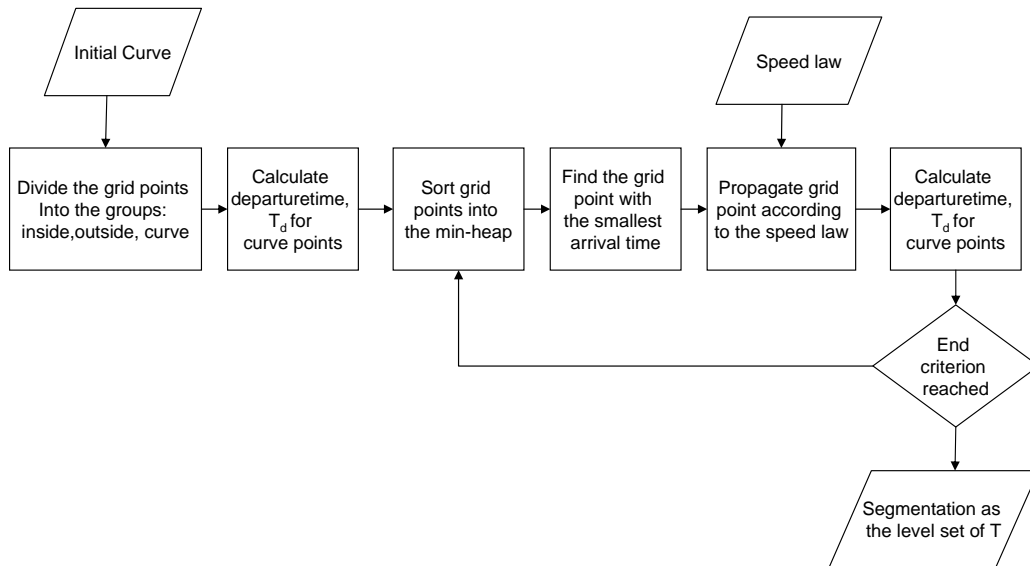 Initial Curve
Speed law
Divide the grid points
Into the groups:
inside,outside, curve
Calculate
departuretime,
T_d for
curve points
Sort grid
points into
the min-heap
Find the grid
point with
the smallest
arrival time
Propagate grid
point according
to the speed law
Calculate
departuretime,
T_d for
curve points
End
criterion
reached
Segmentation as
the level set of T